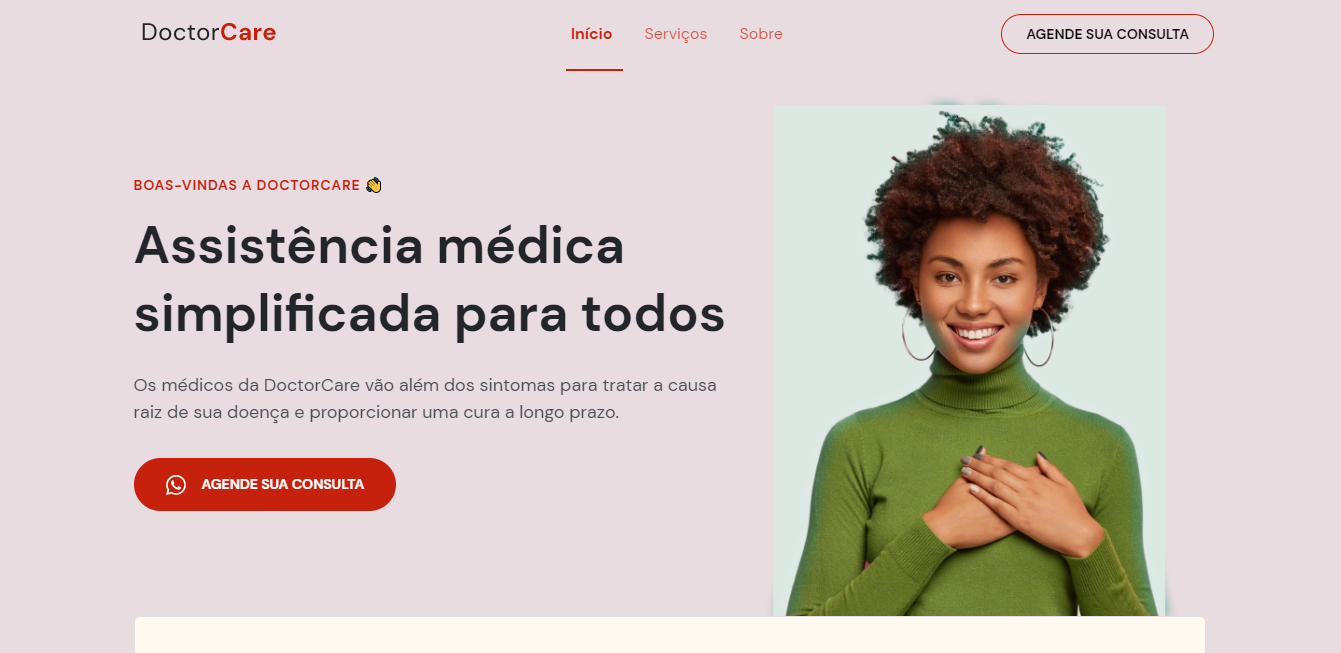 DoctorCare
Início
Serviços
Sobre
AGENDE SUA CONSULTA
BOAS-VINDAS A DOCTORCARE 👋
Assistência médica
simplificada para todos
Os médicos da DoctorCare vão além dos sintomas para tratar a causa
raiz de sua doença e proporcionar uma cura a longo prazo.
AGENDE SUA CONSULTA